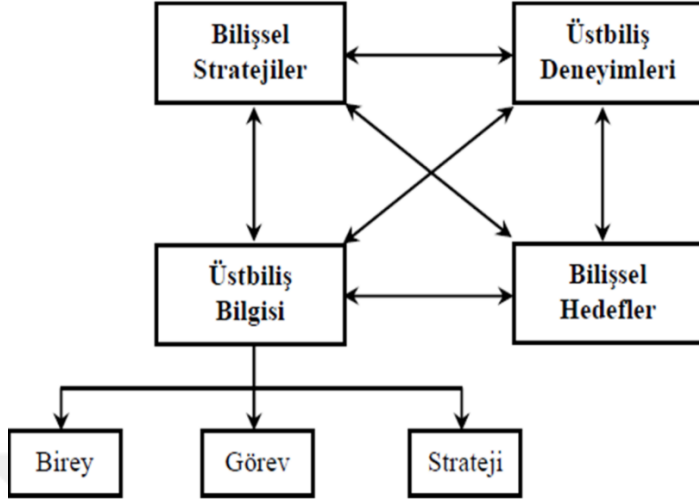 Bilişsel
Stratejiler
Üstbiliş
Deneyimleri
Üstbiliş
Bilgisi
Bilişsel
Hedefler
Birey
Görev
Strateji